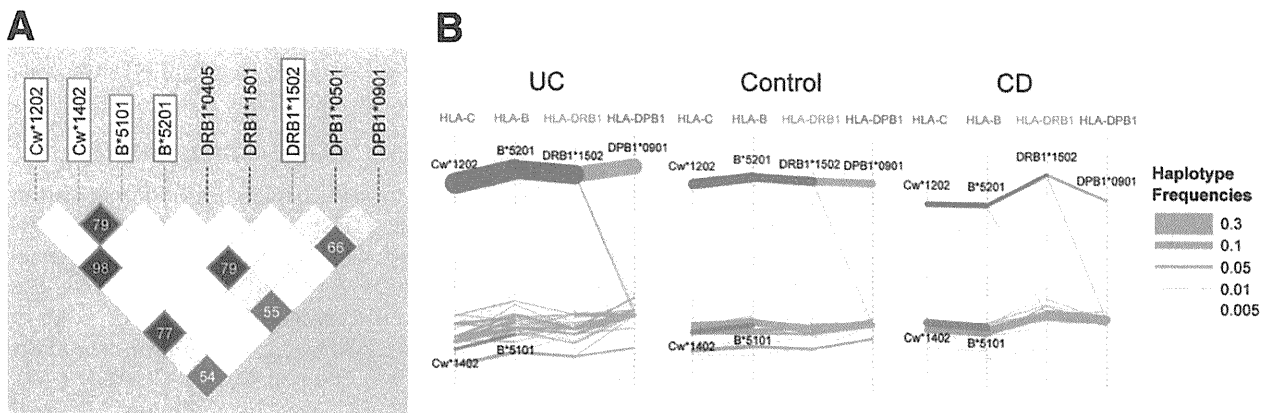 A
Cw*1202
Cw*1402
B*5101
B*5201
DRB1*0405
DRB1*1501
DRB1*1502
DPB1*0501
DPB1*0901
79
98
79
66
77
55
54
B
UC
Control
CD
HLA-C HLA-B HLA-DRB1 HLA-DPB1
HLA-C HLA-B HLA-DRB1 HLA-DPB1
HLA-C HLA-B HLA-DRB1 HLA-DPB1
Cw*1202 B*5201 DRB1*1502 DPB1*0901
Cw*1202 B*5201 DRB1*1502 DPB1*0901
Cw*1202 B*5201 DRB1*1502 DPB1*0901
Cw*1402 B*5101
Cw*1402 B*5101
Cw*1402 B*5101
Haplotype
Frequencies
0.3
0.1
0.05
0.01
0.005